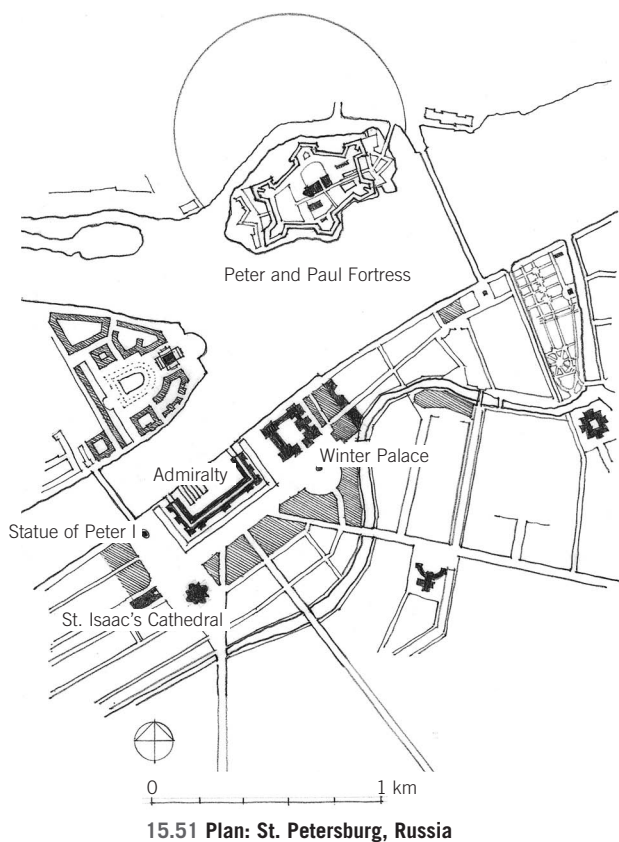 Peter and Paul Fortress
Winter Palace
Admiralty
Statue of Peter I
St. Isaac's Cathedral
0 1 km
15.51 Plan: St. Petersburg, Russia